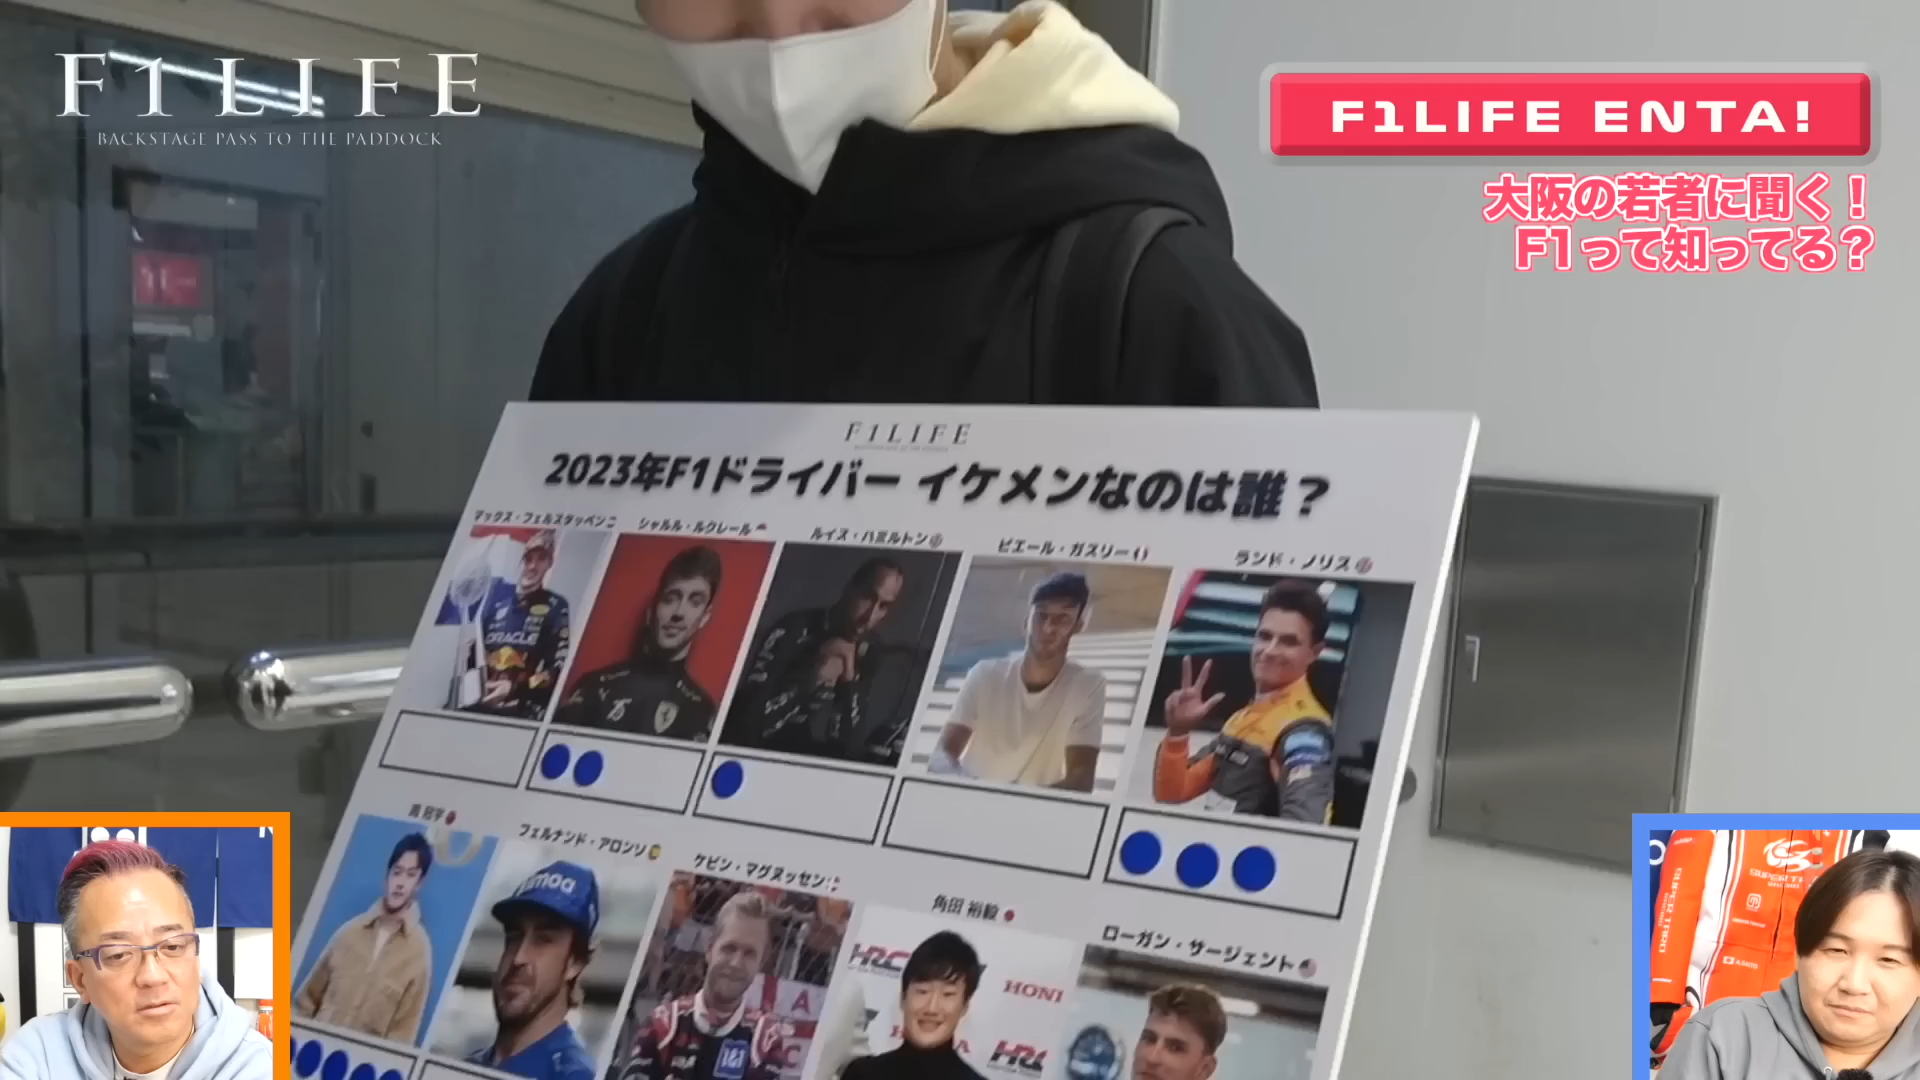 F1LIFE
BACKSTAGE PASS TO THE PADDOCK
F1LIFE ENTA!
大阪の若者に聞く！
F1って知ってる？
F1LIFE
2023年F1ドライバー イケメンなのは誰？
マックス・フェルスタッペン
シャルル・ルクレール
ルイス・ハミルトン
ピエール・ガスリー
ランド・ノリス
ORACLE
周 冠宇
フェルナンド・アロンソ
ケビン・マグヌッセン
角田 裕毅
ローガン・サージェント
HRC
HONI
HRC